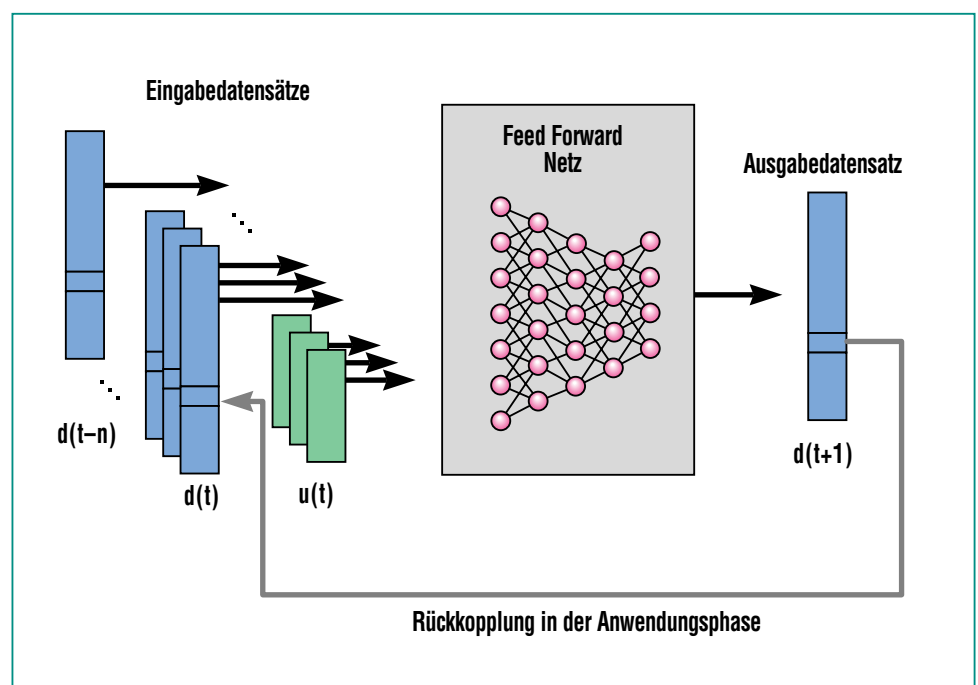 Eingabedatensätze
Feed Forward
Netz
Ausgabedatensatz
d(t–n)
d(t)
u(t)
d(t+1)
Rückkopplung in der Anwendungsphase